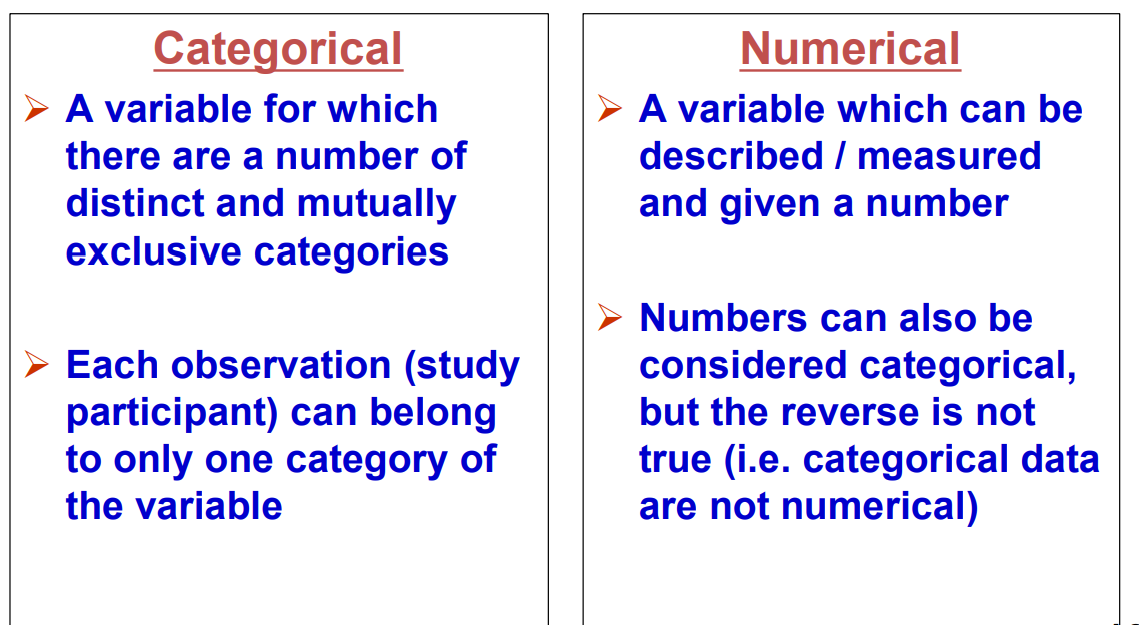 Categorical
➢ A variable for which
there are a number of
distinct and mutually
exclusive categories
➢ Each observation (study
participant) can belong
to only one category of
the variable
Numerical
➢ A variable which can be
described / measured
and given a number
➢ Numbers can also be
considered categorical,
but the reverse is not
true (i.e. categorical data
are not numerical)